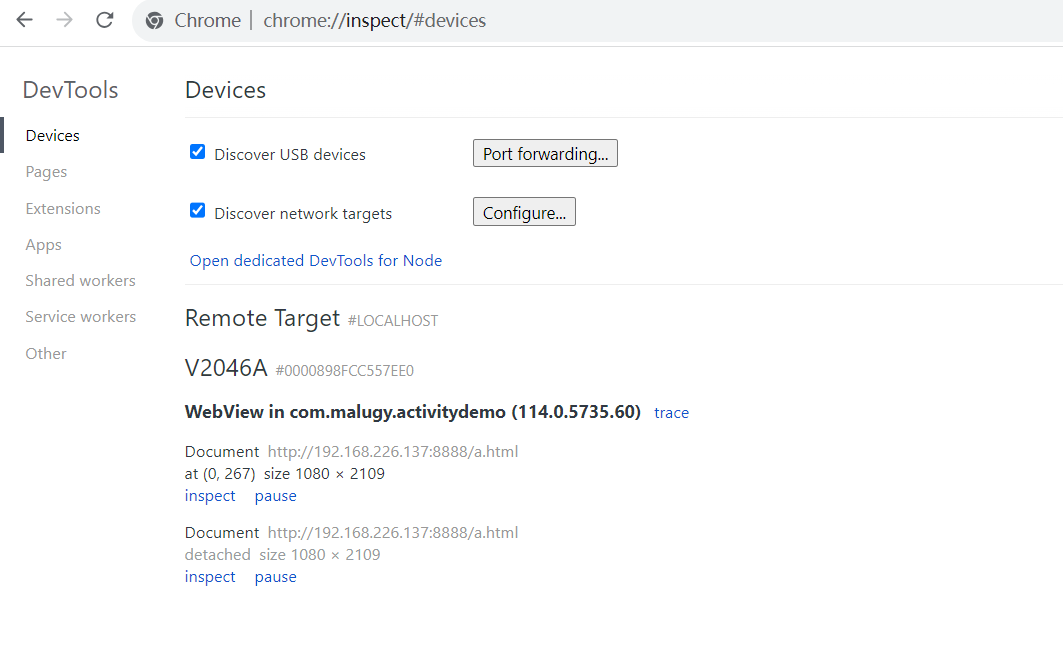 Chrome | chrome://inspect/#devices
DevTools
Devices
Pages
Extensions
Apps
Shared workers
Service workers
Other
Devices
Discover USB devices Port forwarding...
Discover network targets Configure...
Open dedicated DevTools for Node
Remote Target #LOCALHOST
V2046A #0000898FCC557EE0
WebView in com.malugy.activitydemo (114.0.5735.60) trace
Document http://192.168.226.137:8888/a.html
at (0, 267) size 1080 × 2109
inspect pause
Document http://192.168.226.137:8888/a.html
detached size 1080 × 2109
inspect pause